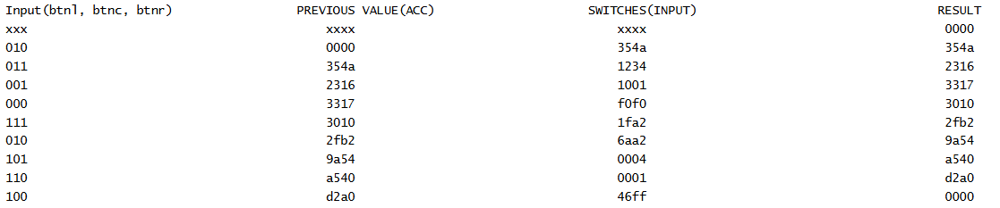 Input(btnl, btnc, btnr) PREVIOUS VALUE(ACC) SWITCHES(INPUT) RESULT
xxx xxxx xxxx 0000
010 0000 354a 354a
011 354a 1234 2316
001 2316 1001 3317
000 3317 f0f0 3010
111 3010 1fa2 2fb2
010 2fb2 6aa2 9a54
101 9a54 0004 a540
110 a540 0001 d2a0
100 d2a0 46ff 0000